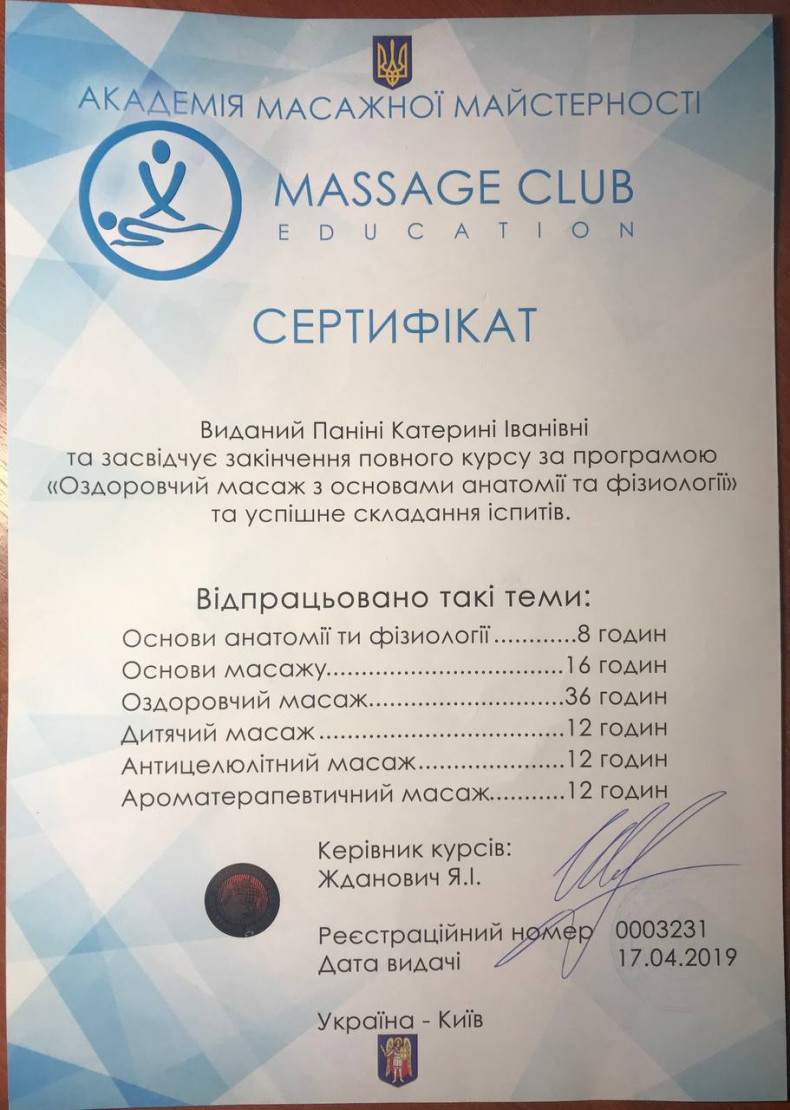 АКАДЕМІЯ МАСАЖНОЇ МАЙСТЕРНОСТІ
MASSAGE CLUB
EDUCATION
СЕРТИФІКАТ
Виданий Паніні Катерині Іванівні
та засвідчує закінчення повного курсу за програмою
«Оздоровчий масаж з основами анатомії та фізиології»
та успішне складання іспитів.
Відпрацьовано такі теми:
Основи анатомії ти фізиології............8 годин
Основи масажу..............................16 годин
Оздоровчий масаж.........................36 годин
Дитячий масаж...............................12 годин
Антицелюлітний масаж...................12 годин
Ароматерапевтичний масаж...........12 годин
Керівник курсів:
Жданович Я.І.
Реєстраційний номер 0003231
Дата видачі 17.04.2019
Україна - Київ